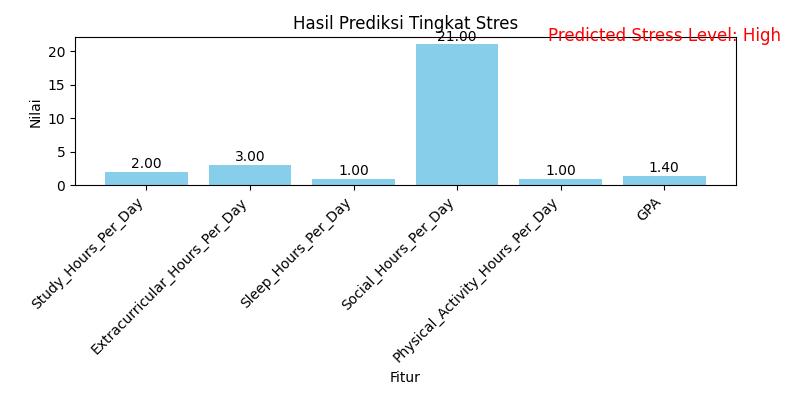 Hasil Prediksi Tingkat Stres
Predicted Stress Level: High
Nilai
20
15
10
5
0
2.00
3.00
1.00
21.00
1.00
1.40
Study_Hours_Per_Day
Extracurricular_Hours_Per_Day
Sleep_Hours_Per_Day
Social_Hours_Per_Day
Physical_Activity_Hours_Per_Day
GPA
Fitur